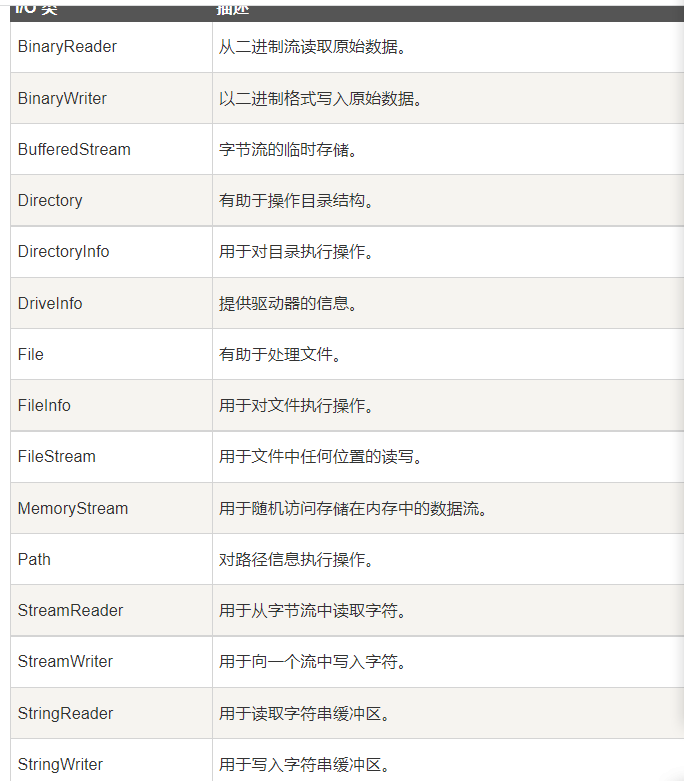 I/O 类 描述
BinaryReader 从二进制流读取原始数据。
BinaryWriter 以二进制格式写入原始数据。
BufferedStream 字节流的临时存储。
Directory 有助于操作目录结构。
DirectoryInfo 用于对目录执行操作。
DriveInfo 提供驱动器的信息。
File 有助于处理文件。
FileInfo 用于对文件执行操作。
FileStream 用于文件中任何位置的读写。
MemoryStream 用于随机访问存储在内存中的数据流。
Path 对路径信息执行操作。
StreamReader 用于从字节流中读取字符。
StreamWriter 用于向一个流中写入字符。
StringReader 用于读取字符串缓冲区。
StringWriter 用于写入字符串缓冲区。